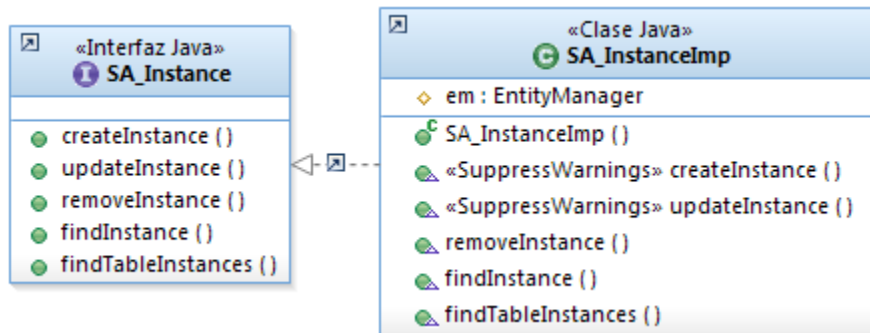 «Interfaz Java»
I SA_Instance
createInstance ( )
updateInstance ( )
removeInstance ( )
findInstance ( )
findTableInstances ( )
«Clase Java»
C SA_InstanceImp
em : EntityManager
C SA_InstanceImp ( )
«SuppressWarnings» createInstance ( )
«SuppressWarnings» updateInstance ( )
removeInstance ( )
findInstance ( )
findTableInstances ( )